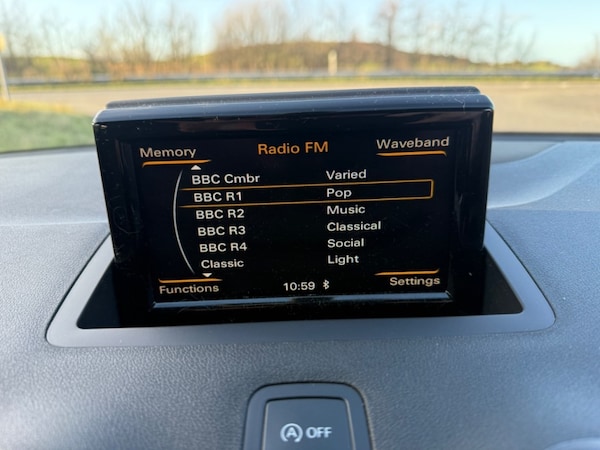 Memory Radio FM Waveband
BBC Cmbr Varied
BBC R1 Pop
BBC R2 Music
BBC R3 Classical
BBC R4 Social
Classic Light
Functions 10:59 Settings
A OFF